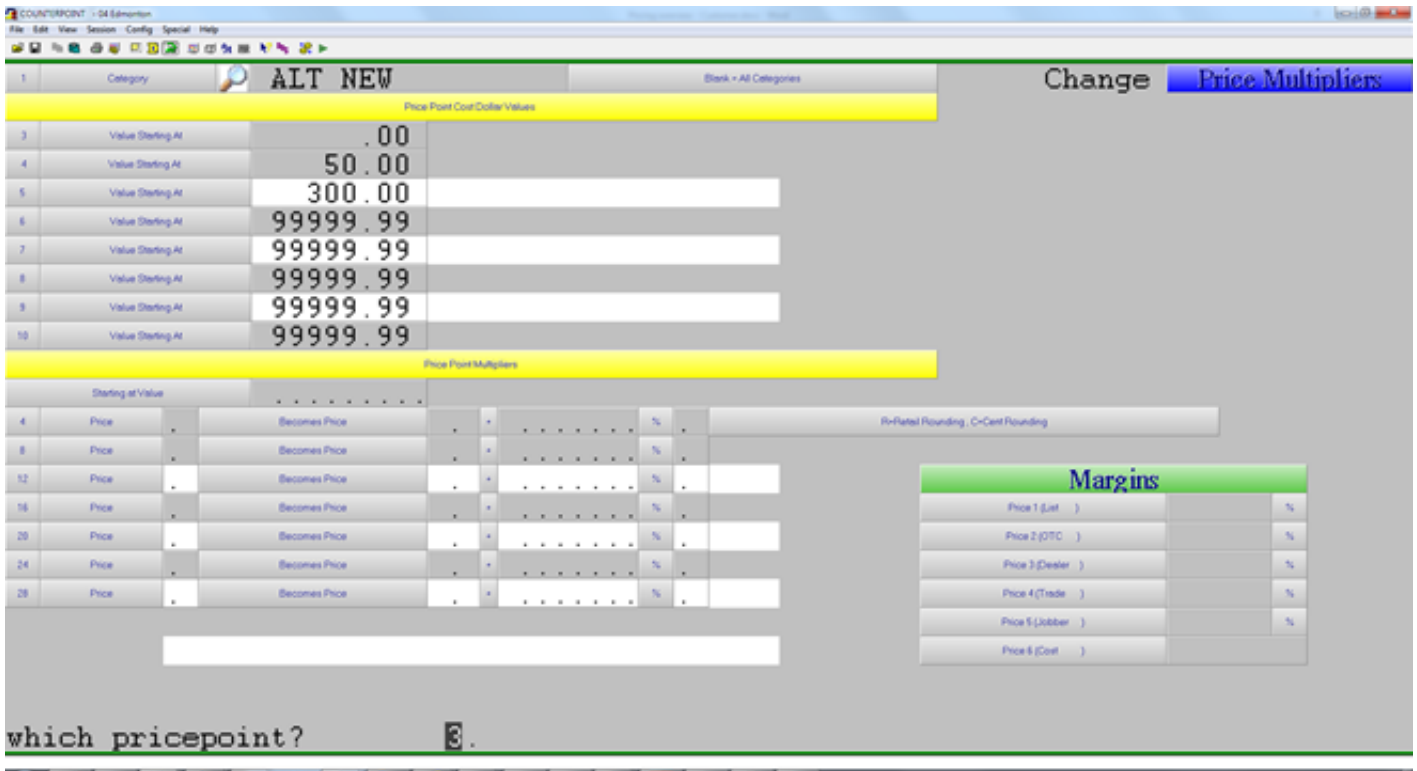 COUNTERPOINT - 04 Edmonton
File Edit View Session Config Special Help
1 Category ALT NEW Blank = All Categories Change Price Multipliers
Price Point Cost Dollar Values
3 Value Starting At .00
4 Value Starting At 50.00
5 Value Starting At 300.00
6 Value Starting At 99999.99
7 Value Starting At 99999.99
8 Value Starting At 99999.99
9 Value Starting At 99999.99
10 Value Starting At 99999.99
Price Point Multipliers
Starting at Value . . . . . . . . .
4 Price . Becomes Price . + . . . . . . . % . R=Retail Rounding , C=Cent Rounding
8 Price . Becomes Price . + . . . . . . . % .
12 Price . Becomes Price . + . . . . . . . % .
16 Price . Becomes Price . + . . . . . . . % .
20 Price . Becomes Price . + . . . . . . . % .
24 Price . Becomes Price . + . . . . . . . % .
28 Price . Becomes Price . + . . . . . . . % .
Margins
Price 1 (List ) %
Price 2 (OTC ) %
Price 3 (Dealer ) %
Price 4 (Trade ) %
Price 5 (Jobber ) %
Price 6 (Cost )
which pricepoint? 3.